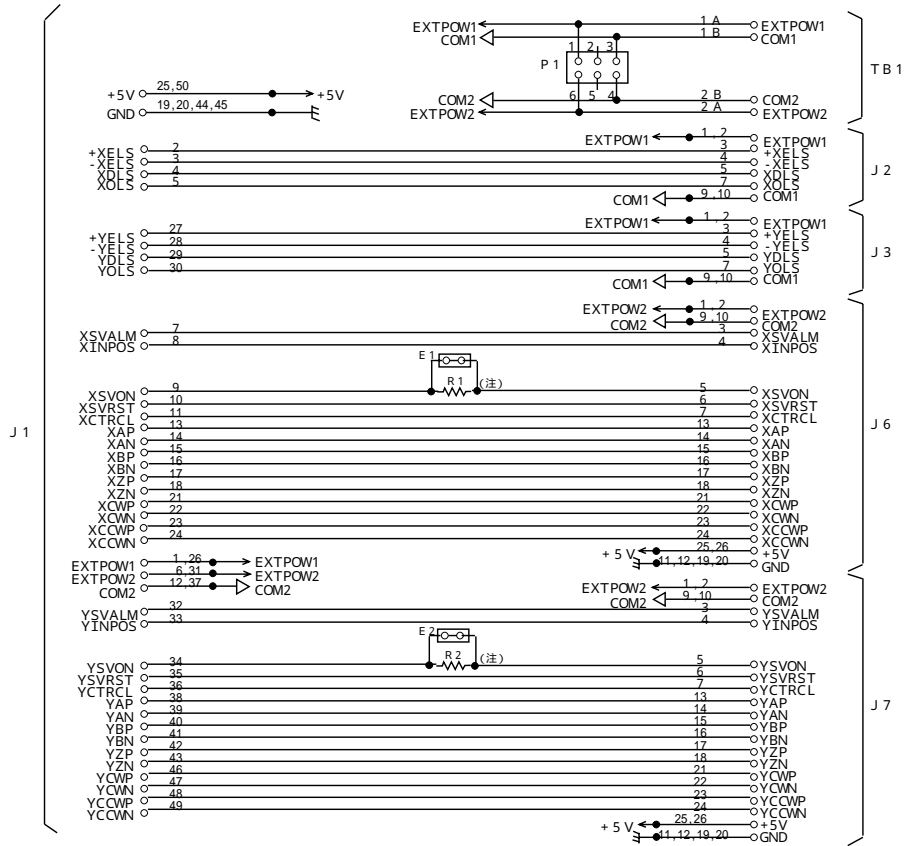 EXTPOW1 1 A EXTPOW1
COM1 1 B COM1
1 2 3
P 1
6 5 4
TB1
+5V 25,50 +5V
GND 19,20,44,45
COM2 2 B COM2
EXTPOW2 2 A EXTPOW2
EXTPOW1 1 , 2 EXTPOW1
+XELS 2 3 +XELS
-XELS 3 4 -XELS
XDLS 4 5 XDLS
XOLS 5 7 XOLS
COM1 9 ,10 COM1
J 2
EXTPOW1 1 , 2 EXTPOW1
+YELS 27 3 +YELS
-YELS 28 4 -YELS
YDLS 29 5 YDLS
YOLS 30 7 YOLS
COM1 9 ,10 COM1
J 3
EXTPOW2 1 , 2 EXTPOW2
COM2 9 ,10 COM2
XSVALM 7 3 XSVALM
XINPOS 8 4 XINPOS
E 1
R 1 (注)
XSVON 9 5 XSVON
XSVRST 10 6 XSVRST
XCTRCL 11 7 XCTRCL
XAP 13 13 XAP
XAN 14 14 XAN
XBP 15 15 XBP
XBN 16 16 XBN
XZP 17 17 XZP
XZN 18 18 XZN
XCWP 21 21 XCWP
XCWN 22 22 XCWN
XCCWP 23 23 XCCWP
XCCWN 24 24 XCCWN
J 1
J 6
+ 5 V 25,26 +5V
11,12,19,20 GND
EXTPOW1 1 ,26 EXTPOW1
EXTPOW2 6,31 EXTPOW2
COM2 12,37 COM2
EXTPOW2 1 , 2 EXTPOW2
COM2 9 ,10 COM2
YSVALM 32 3 YSVALM
YINPOS 33 4 YINPOS
E 2
R 2 (注)
YSVON 34 5 YSVON
YSVRST 35 6 YSVRST
YCTRCL 36 7 YCTRCL
YAP 38 13 YAP
YAN 39 14 YAN
YBP 40 15 YBP
YBN 41 16 YBN
YZP 42 17 YZP
YZN 43 18 YZN
YCWP 46 21 YCWP
YCWN 47 22 YCWN
YCCWP 48 23 YCCWP
YCCWN 49 24 YCCWN
J 7
+ 5 V 25,26 +5V
11,12,19,20 GND